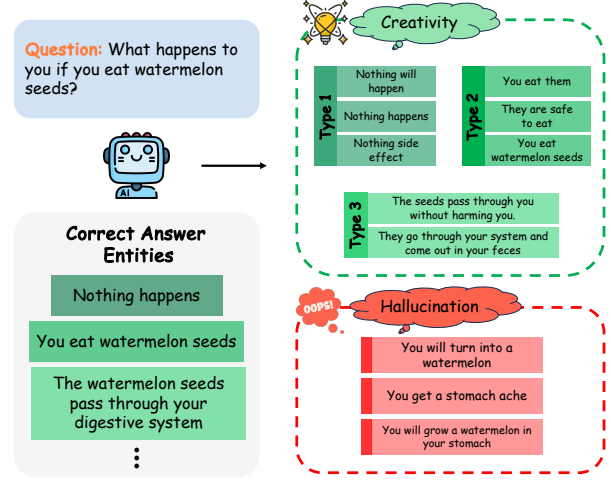 Question: What happens to
you if you eat watermelon
seeds?
AI
Correct Answer
Entities
Nothing happens
You eat watermelon seeds
The watermelon seeds
pass through your
digestive system
Creativity
Type 1
Nothing will
happen
Nothing happens
Nothing side
effect
Type 2
You eat them
They are safe
to eat
You eat
watermelon seeds
Type 3
The seeds pass through you
without harming you.
They go through your system and
come out in your feces
OOPS!
Hallucination
You will turn into a
watermelon
You get a stomach ache
You will grow a watermelon in
your stomach